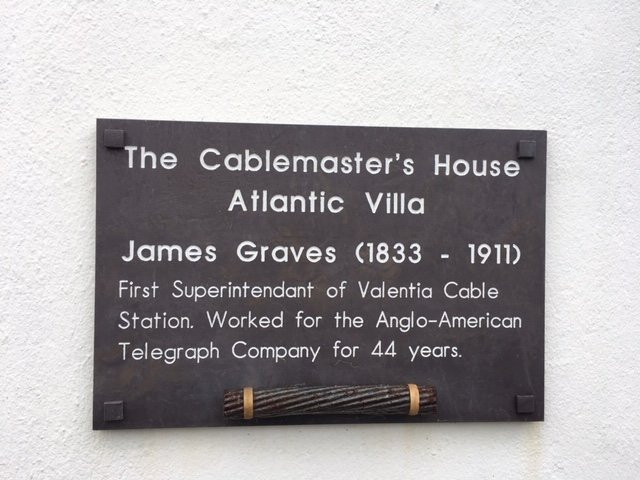 The Cablemaster's House
Atlantic Villa
James Graves (1833 - 1911)
First Superintendant of Valentia Cable
Station. Worked for the Anglo-American
Telegraph Company for 44 years.